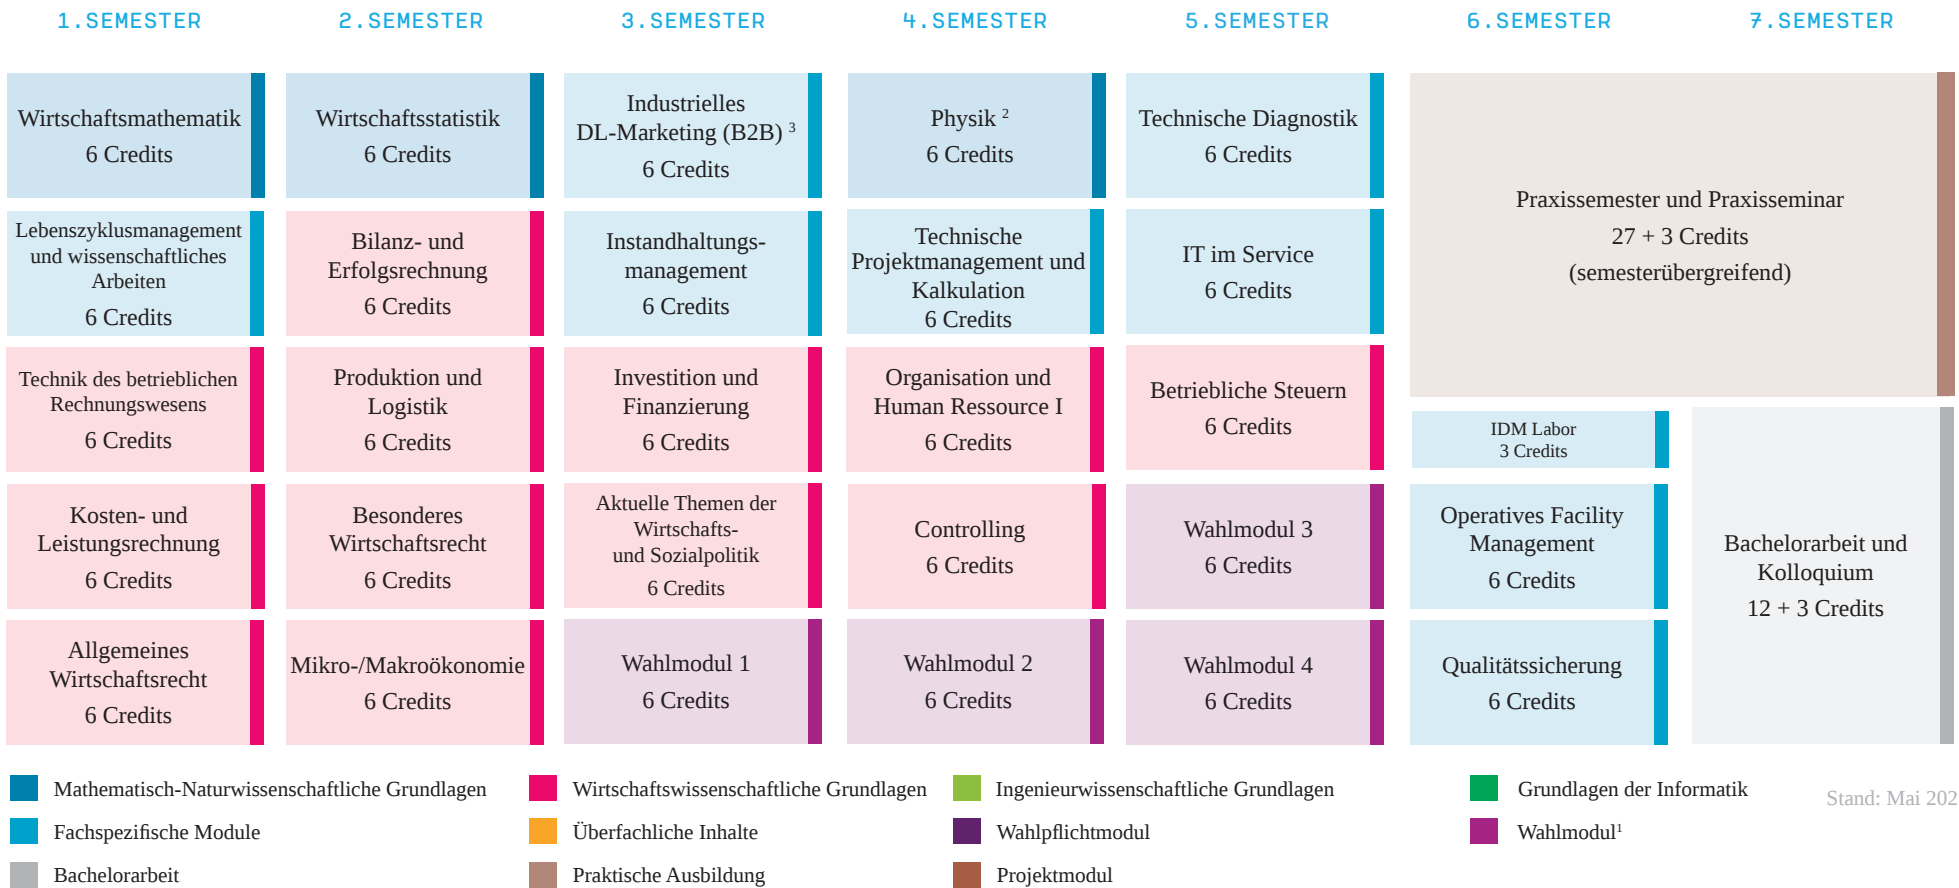 1.SEMESTER
2.SEMESTER
3.SEMESTER
4.SEMESTER
5.SEMESTER
6.SEMESTER
7.SEMESTER
Wirtschaftsmathematik
6 Credits
Wirtschaftsstatistik
6 Credits
Industrielles
DL-Marketing (B2B) 3
6 Credits
Physik 2
6 Credits
Technische Diagnostik
6 Credits
Praxissemester und Praxisseminar
27 + 3 Credits
(semesterübergreifend)
Lebenszyklusmanagement
und wissenschaftliches
Arbeiten
6 Credits
Bilanz- und
Erfolgsrechnung
6 Credits
Instandhaltungs-
management
6 Credits
Technische
Projektmanagement und
Kalkulation
6 Credits
IT im Service
6 Credits
Technik des betrieblichen
Rechnungswesens
6 Credits
Produktion und
Logistik
6 Credits
Investition und
Finanzierung
6 Credits
Organisation und
Human Ressource I
6 Credits
Betriebliche Steuern
6 Credits
IDM Labor
3 Credits
Kosten- und
Leistungsrechnung
6 Credits
Besonderes
Wirtschaftsrecht
6 Credits
Aktuelle Themen der
Wirtschafts-
und Sozialpolitik
6 Credits
Controlling
6 Credits
Wahlmodul 3
6 Credits
Operatives Facility
Management
6 Credits
Bachelorarbeit und
Kolloquium
12 + 3 Credits
Allgemeines
Wirtschaftsrecht
6 Credits
Mikro-/Makroökonomie
6 Credits
Wahlmodul 1
6 Credits
Wahlmodul 2
6 Credits
Wahlmodul 4
6 Credits
Qualitätssicherung
6 Credits
Mathematisch-Naturwissenschaftliche Grundlagen
Wirtschaftswissenschaftliche Grundlagen
Ingenieurwissenschaftliche Grundlagen
Grundlagen der Informatik
Stand: Mai 202
Fachspezifische Module
Überfachliche Inhalte
Wahlpflichtmodul
Wahlmodul1
Bachelorarbeit
Praktische Ausbildung
Projektmodul